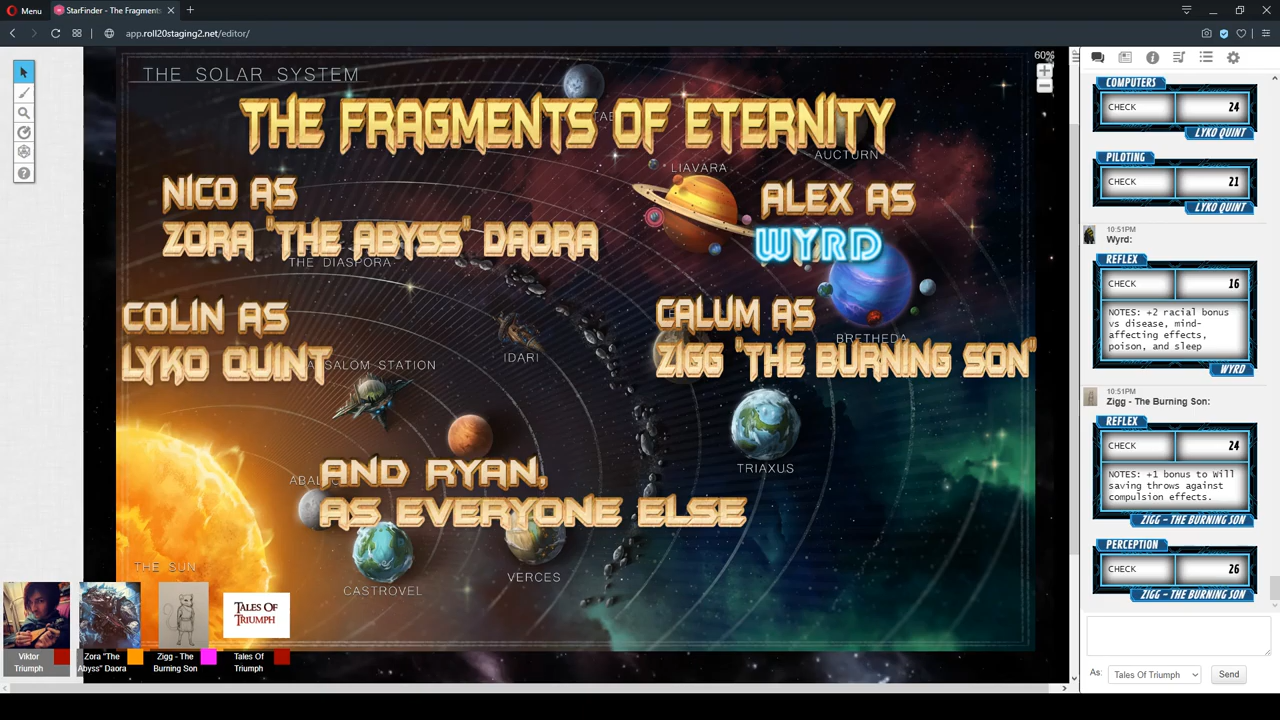 Menu
StarFinder - The Fragments
app.roll20staging2.net/editor/
60%
THE SOLAR SYSTEM
THE FRAGMENTS OF ETERNITY
AUCTURN
LIAVARA
NICO AS
ZORA "THE ABYSS" DAORA
ALEX AS
WYRD
THE DIASPORA
COLIN AS
LYKO QUINT
CALUM AS
ZIGG "THE BURNING SON"
BRETHEDA
IDARI
SALOM STATION
TRIAXUS
AND RYAN,
AS EVERYONE ELSE
ABAL
VERCES
CASTROVEL
THE SUN
TALES OF
TRIUMPH
Viktor
Triumph
Zora "The
Abyss" Daora
Zigg - The
Burning Son
Tales Of
Triumph
COMPUTERS
CHECK 24
LYKO QUINT
PILOTING
CHECK 21
LYKO QUINT
10:51PM
Wyrd:
REFLEX
CHECK 16
NOTES: +2 racial bonus
vs disease, mind-
affecting effects,
poison, and sleep
WYRD
10:51PM
Zigg - The Burning Son:
REFLEX
CHECK 24
NOTES: +1 bonus to Will
saving throws against
compulsion effects.
ZIGG - THE BURNING SON
PERCEPTION
CHECK 26
ZIGG - THE BURNING SON
As: Tales Of Triumph Send